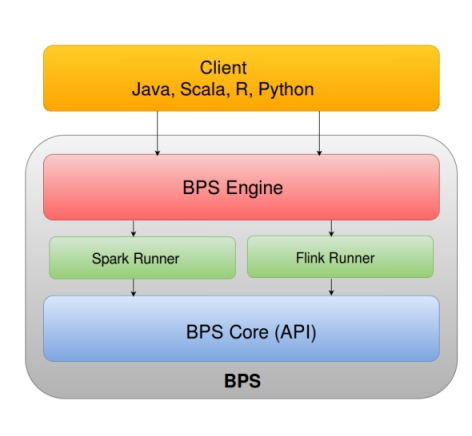 Client
Java, Scala, R, Python
BPS Engine
Spark Runner
Flink Runner
BPS Core (API)
BPS